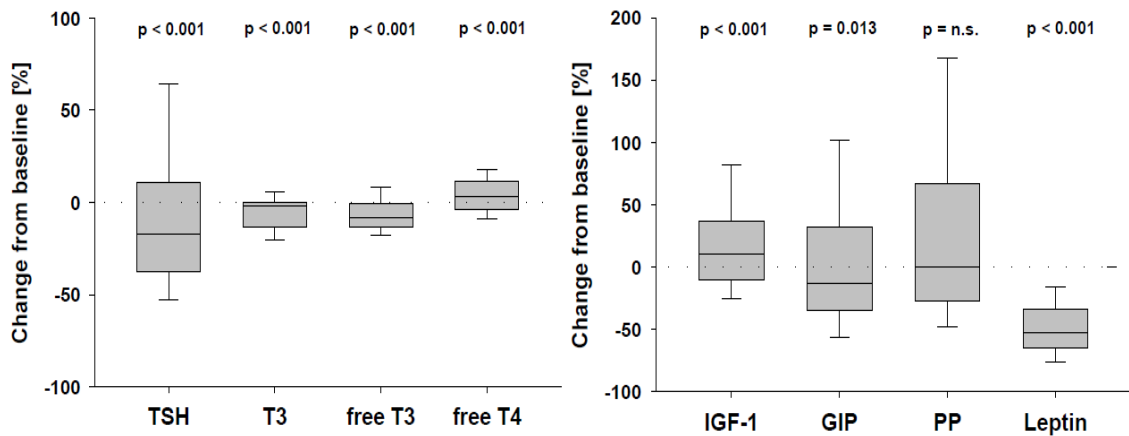 Change from baseline [%]
100
50
0
-50
-100
p < 0.001 p < 0.001 p < 0.001 p < 0.001
TSH T3 free T3 free T4
Change from baseline [%]
200
150
100
50
0
-50
-100
p < 0.001 p = 0.013 p = n.s. p < 0.001
IGF-1 GIP PP Leptin